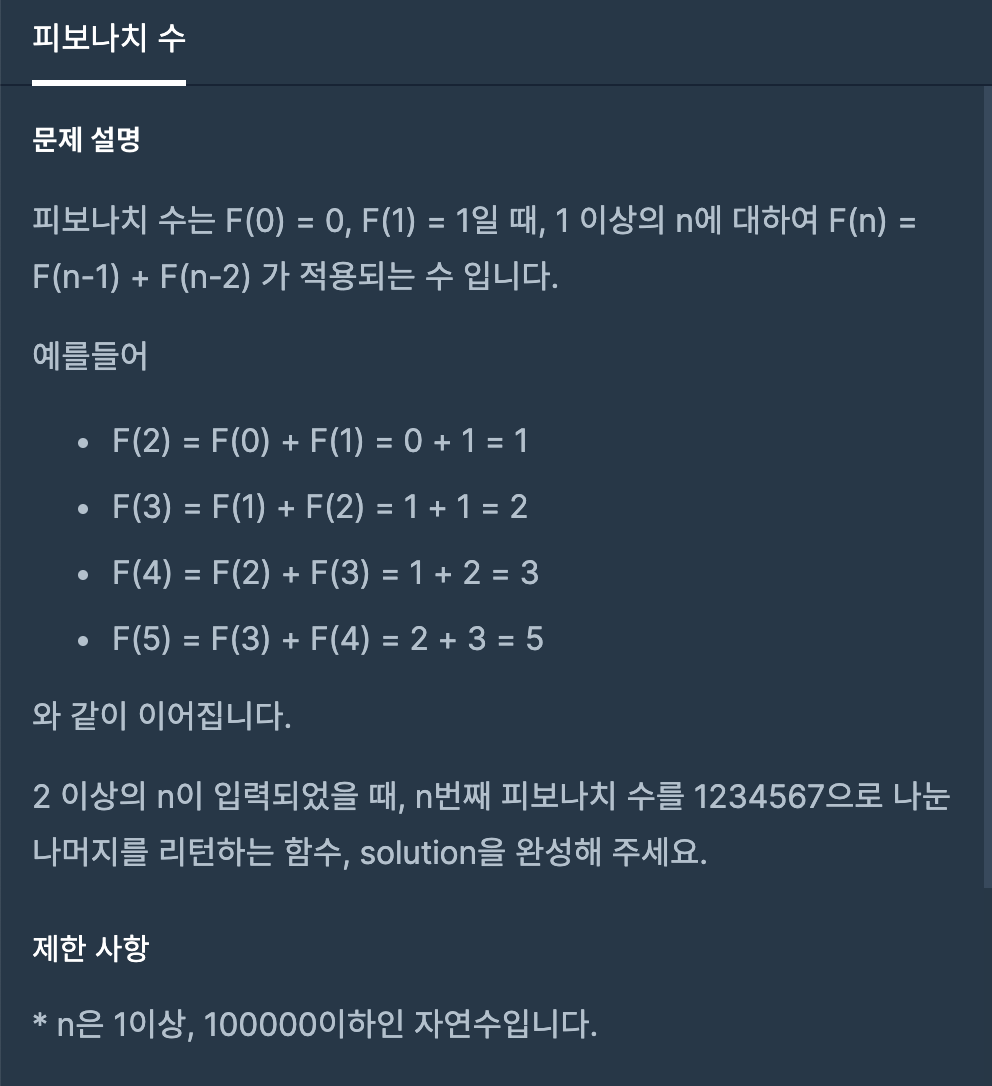 피보나치 수
문제 설명
피보나치 수는 F(0) = 0, F(1) = 1일 때, 1 이상의 n에 대하여 F(n) =
F(n-1) + F(n-2) 가 적용되는 수 입니다.
예를들어
• F(2) = F(0) + F(1) = 0 + 1 = 1
• F(3) = F(1) + F(2) = 1 + 1 = 2
• F(4) = F(2) + F(3) = 1 + 2 = 3
• F(5) = F(3) + F(4) = 2 + 3 = 5
와 같이 이어집니다.
2 이상의 n이 입력되었을 때, n번째 피보나치 수를 1234567으로 나눈
나머지를 리턴하는 함수, solution을 완성해 주세요.
제한 사항
* n은 1이상, 100000이하인 자연수입니다.